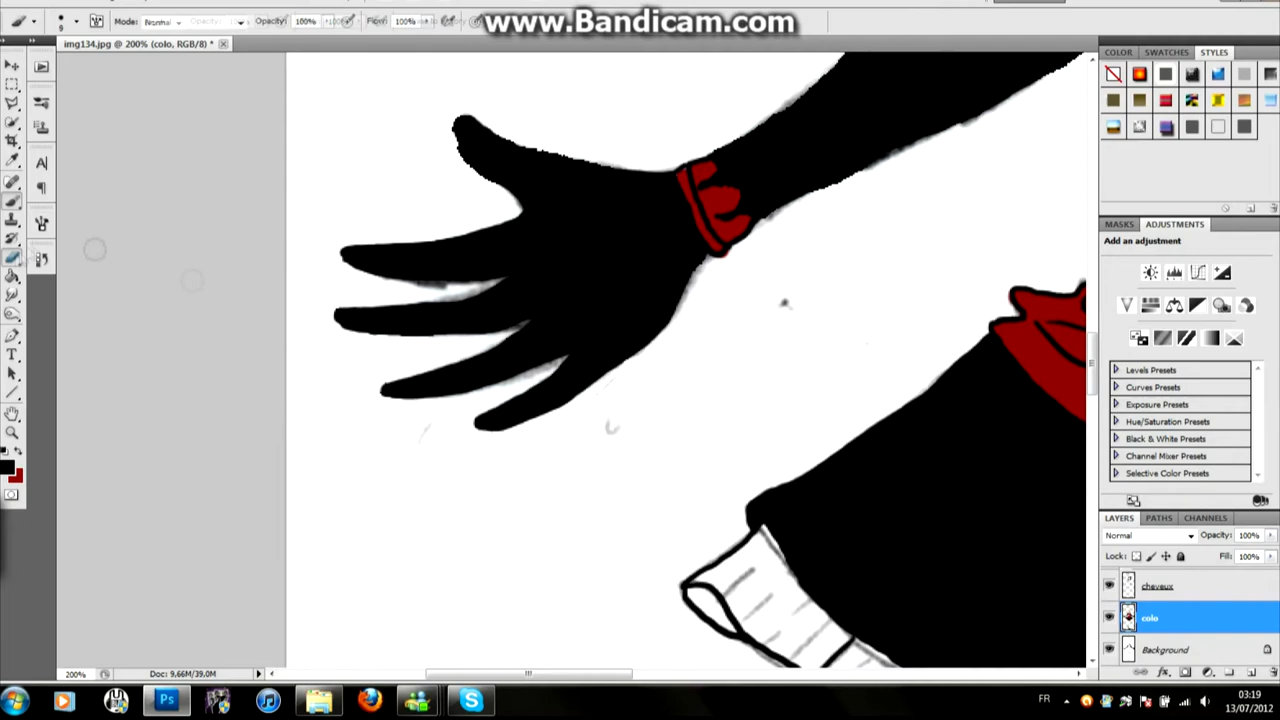 www.Bandicam.com
Mode: Normal Opacity: 100% Flow: 100%
9
img134.jpg @ 200% (colo, RGB/8) *
COLOR SWATCHES STYLES
MASKS ADJUSTMENTS
Add an adjustment
Levels Presets
Curves Presets
Exposure Presets
Hue/Saturation Presets
Black & White Presets
Channel Mixer Presets
Selective Color Presets
LAYERS PATHS CHANNELS
Normal Opacity: 100%
Lock: Fill: 100%
cheveux
colo
Background
200% Doc: 9.66M/39.0M
FR 03:19
13/07/2012